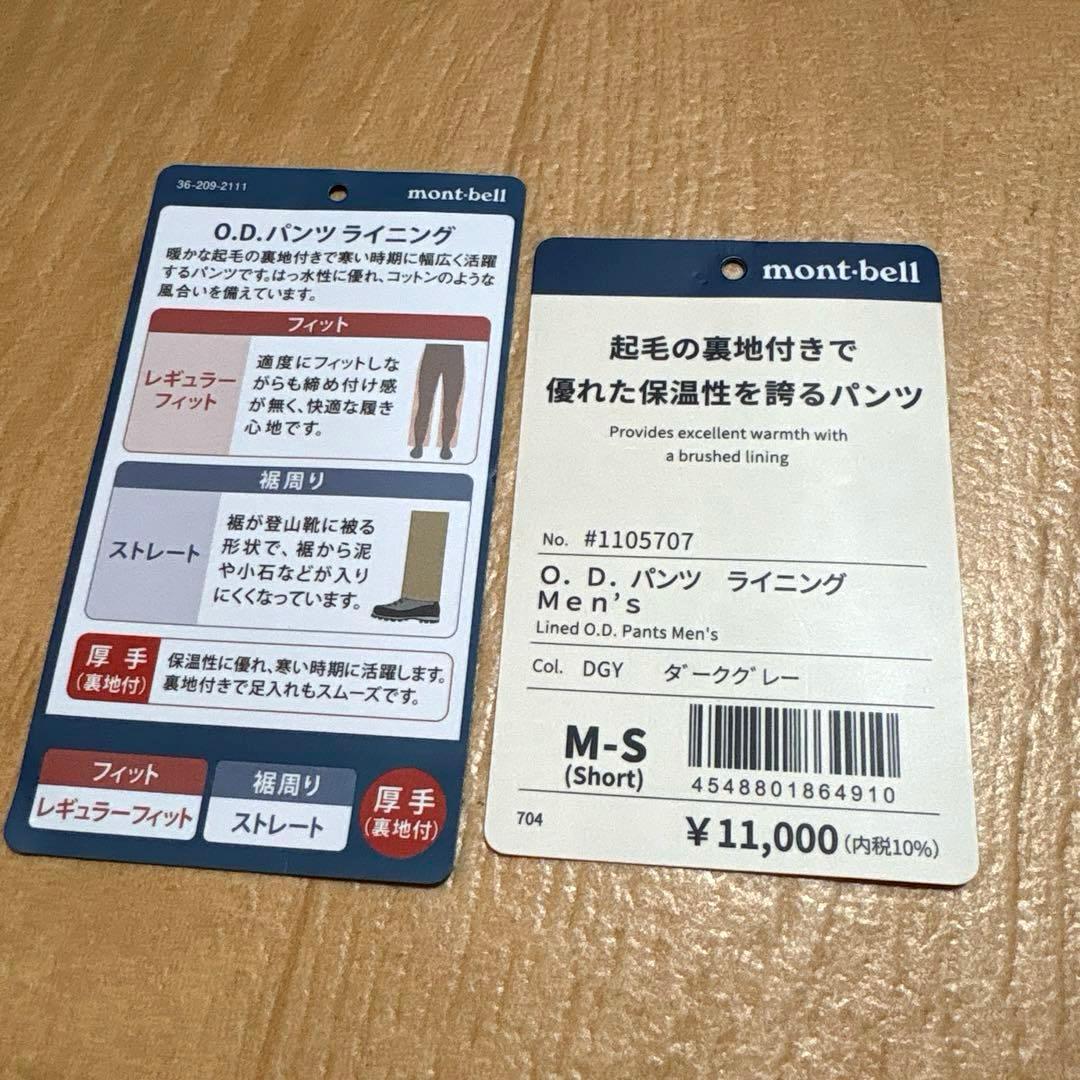 36-209-2111
mont-bell
O.D.パンツ ライニング
暖かな起毛の裏地付きで寒い時期に幅広く活躍
するパンツです。はっ水性に優れ、コットンのような
風合いを備えています。
フィット
レギュラー
フィット
適度にフィットしな
がらも締め付け感
が無く、快適な履き
心地です。
裾周り
ストレート
裾が登山靴に被る
形状で、裾から泥
や小石などが入り
にくくなっています。
厚手
(裏地付)
保温性に優れ、寒い時期に活躍します。
裏地付きで足入れもスムーズです。
フィット
レギュラーフィット
裾周り
ストレート
厚手
(裏地付)
mont-bell
起毛の裏地付きで
優れた保温性を誇るパンツ
Provides excellent warmth with
a brushed lining
No. #1105707
O. D. パンツ ライニング
Men's
Lined O.D. Pants Men's
Col. DGY ダークグレー
M-S
(Short)
4548801864910
704
¥11,000(内税10%)